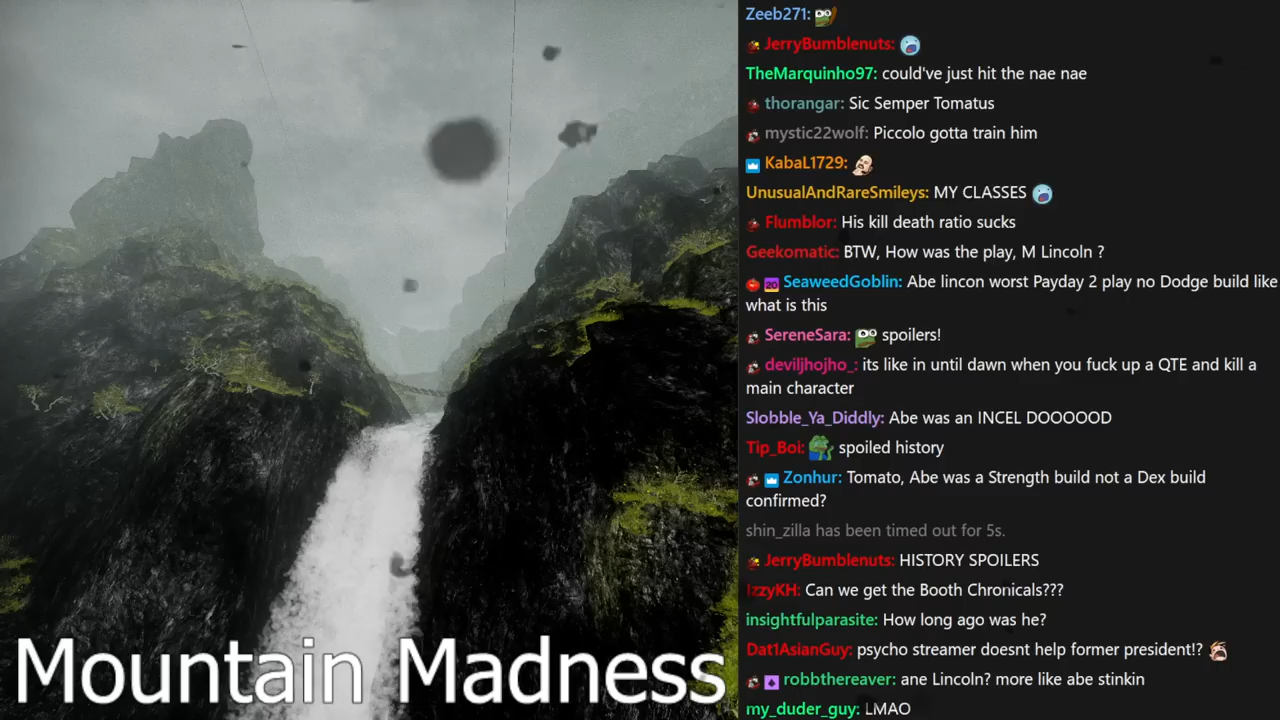 Zeeb271:
JerryBumblenuts:
TheMarquinho97: could've just hit the nae nae
thorangar: Sic Semper Tomatus
mystic22wolf: Piccolo gotta train him
KabaL1729:
UnusualAndRareSmileys: MY CLASSES
Flumblor: His kill death ratio sucks
Geekomatic: BTW, How was the play, M Lincoln ?
20 SeaweedGoblin: Abe lincon worst Payday 2 play no Dodge build like
what is this
SereneSara: spoilers!
deviljhojho_: its like in until dawn when you fuck up a QTE and kill a
main character
Slobble_Ya_Diddly: Abe was an INCEL DOOOOOD
Tip_Boi: spoiled history
Zonhur: Tomato, Abe was a Strength build not a Dex build
confirmed?
shin_zilla has been timed out for 5s.
JerryBumblenuts: HISTORY SPOILERS
IzzyKH: Can we get the Booth Chronicals???
insightfulparasite: How long ago was he?
Dat1AsianGuy: psycho streamer doesnt help former president!?
robbthereaver: ane Lincoln? more like abe stinkin
my_duder_guy: LMAO
Mountain Madness